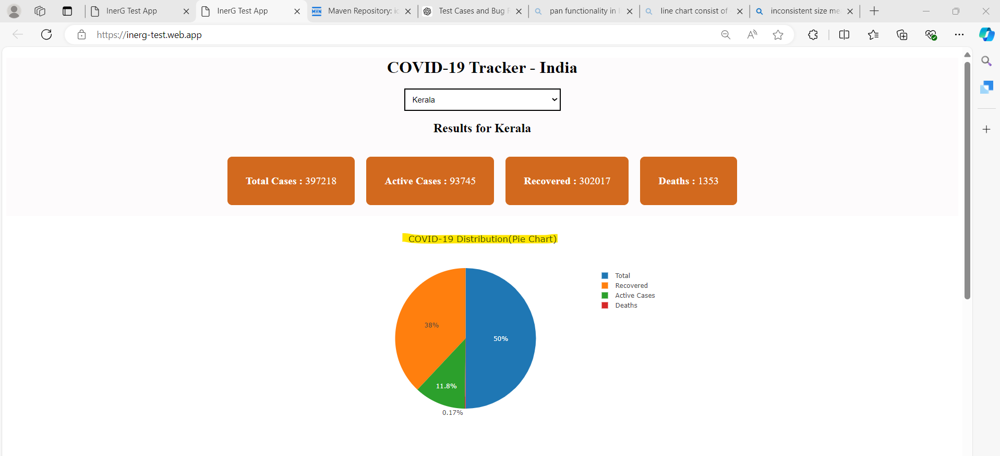 InerG Test App
InerG Test App
Maven Repository: 
Test Cases and Bug
pan functionality in
line chart consist of
inconsistent size me
https://inerg-test.web.app
COVID-19 Tracker - India
Kerala
Results for Kerala
Total Cases : 397218
Active Cases : 93745
Recovered : 302017
Deaths : 1353
COVID-19 Distribution(Pie Chart)
Total
Recovered
Active Cases
Deaths
38%
50%
11.8%
0.17%